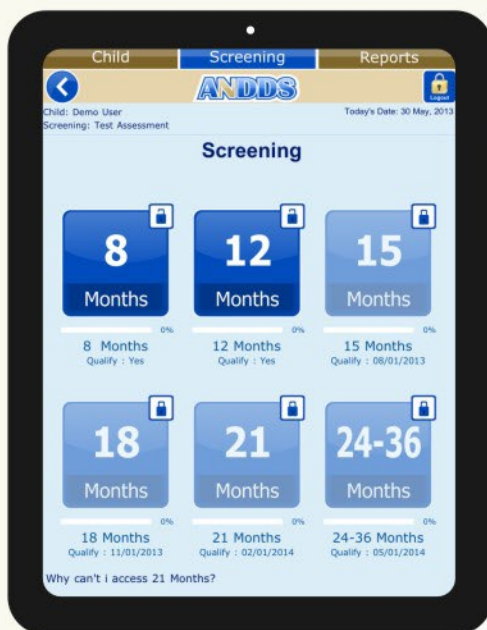 Child Screening Reports
ANDDS
Logout
Child: Demo User Today's Date: 30 May, 2013
Screening: Test Assessment
Screening
8 12 15
Months Months Months
0% 0% 0%
8 Months 12 Months 15 Months
Qualify : Yes Qualify : Yes Qualify : 08/01/2013
18 21 24-36
Months Months Months
0% 0% 0%
18 Months 21 Months 24-36 Months
Qualify : 11/01/2013 Qualify : 02/01/2014 Qualify : 05/01/2014
Why can't i access 21 Months?